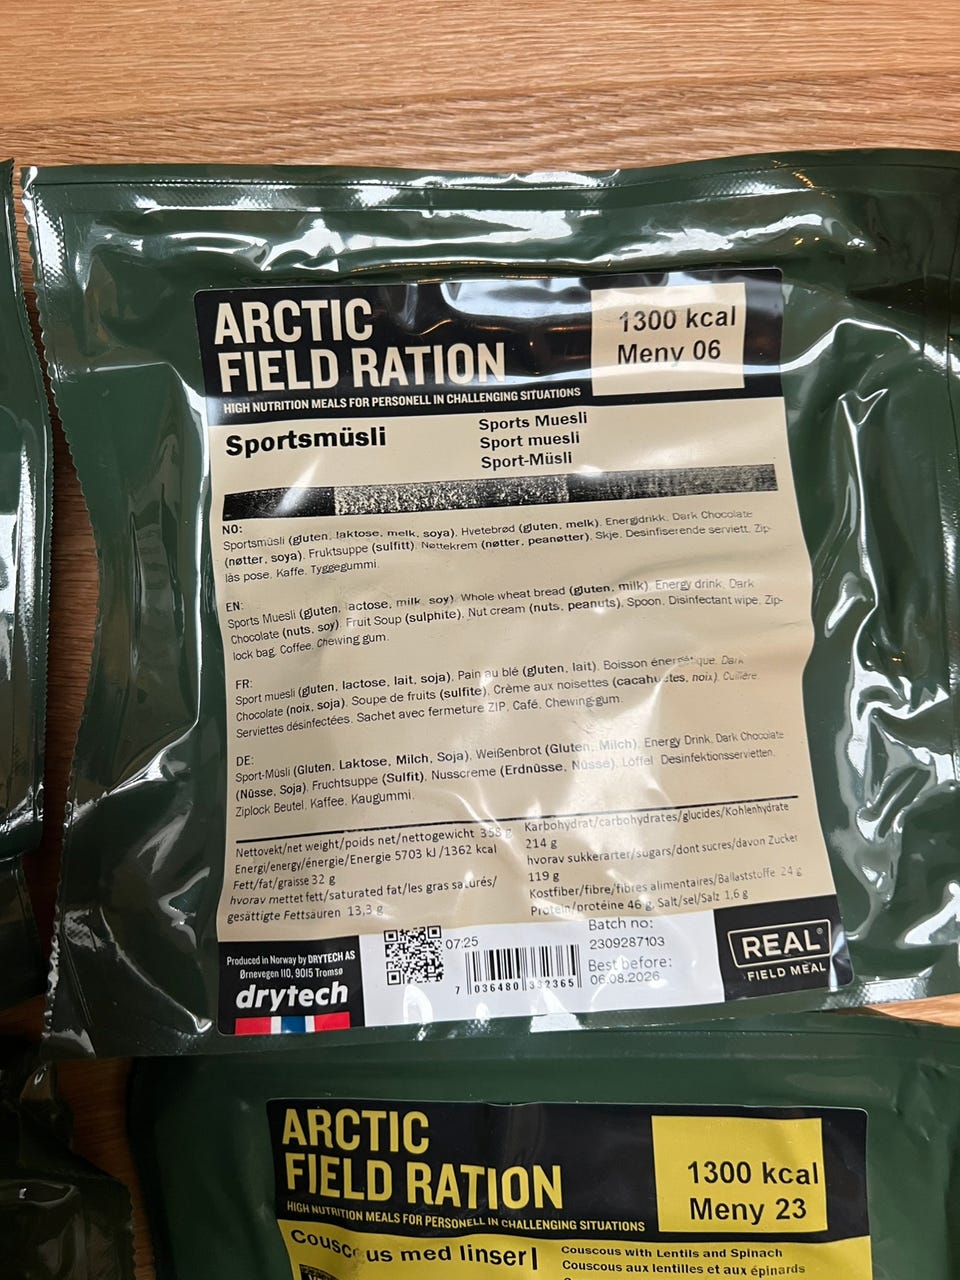 ARCTIC
FIELD RATION
HIGH NUTRITION MEALS FOR PERSONELL IN CHALLENGING SITUATIONS
1300 kcal
Meny 06
Sportsmüsli
Sports Muesli
Sport muesli
Sport-Müsli
NO:
Sportsmüsli (gluten, laktose, melk, soya). Hvetebrød (gluten, melk). Energidrikk. Dark Chocolate
(nøtter, soya). Fruktsuppe (sulfitt). Nøttekrem (nøtter, peanøtter). Skje. Desinfiserende serviett. Zip-
lås pose. Kaffe. Tyggegummi.
EN:
Sports Muesli (gluten, lactose, milk, soy). Whole wheat bread (gluten, milk). Energy drink. Dark
Chocolate (nuts, soy). Fruit Soup (sulphite). Nut cream (nuts, peanuts). Spoon. Disinfectant wipe. Zip-
lock bag. Coffee. Chewing gum.
FR:
Sport muesli (gluten, lactose, lait, soja). Pain au blé (gluten, lait). Boisson énergétique. Dark
Chocolate (noix, soja). Soupe de fruits (sulfite). Crème aux noisettes (cacahuètes, noix). Cuillère.
Serviettes désinfectées. Sachet avec fermeture ZIP. Café. Chewing-gum.
DE:
Sport-Müsli (Gluten, Laktose, Milch, Soja). Weißenbrot (Gluten, Milch). Energy Drink. Dark Chocolate
(Nüsse, Soja). Fruchtsuppe (Sulfit). Nusscreme (Erdnüsse, Nüsse). Löffel. Desinfektionsservietten.
Ziplock Beutel. Kaffee. Kaugummi.
Nettovekt/net weight/poids net/nettogewicht 358 g
Energi/energy/énergie/Energie 5703 kJ /1362 kcal
Fett/fat/graisse 32 g
hvorav mettet fett/saturated fat/les gras saturés/
gesättigte Fettsäuren 13,3 g
Karbohydrat/carbohydrates/glucides/Kohlenhydrate
214 g
hvorav sukkerarter/sugars/dont sucres/davon Zucker
119 g
Kostfiber/fibre/fibres alimentaires/Ballaststoffe 24 g
Protein/protéine 46 g. Salt/sel/Salz 1,6 g
Produced in Norway by DRYTECH AS
Ørnevegen 110, 9015 Tromsø
drytech
07:25
7 036480 332365
Batch no:
2309287103
Best before:
06.08.2026
REAL®
FIELD MEAL
ARCTIC
FIELD RATION
HIGH NUTRITION MEALS FOR PERSONELL IN CHALLENGING SITUATIONS
1300 kcal
Meny 23
Couscous med linser
Couscous with Lentils and Spinach
Couscous aux lentilles et aux épinards